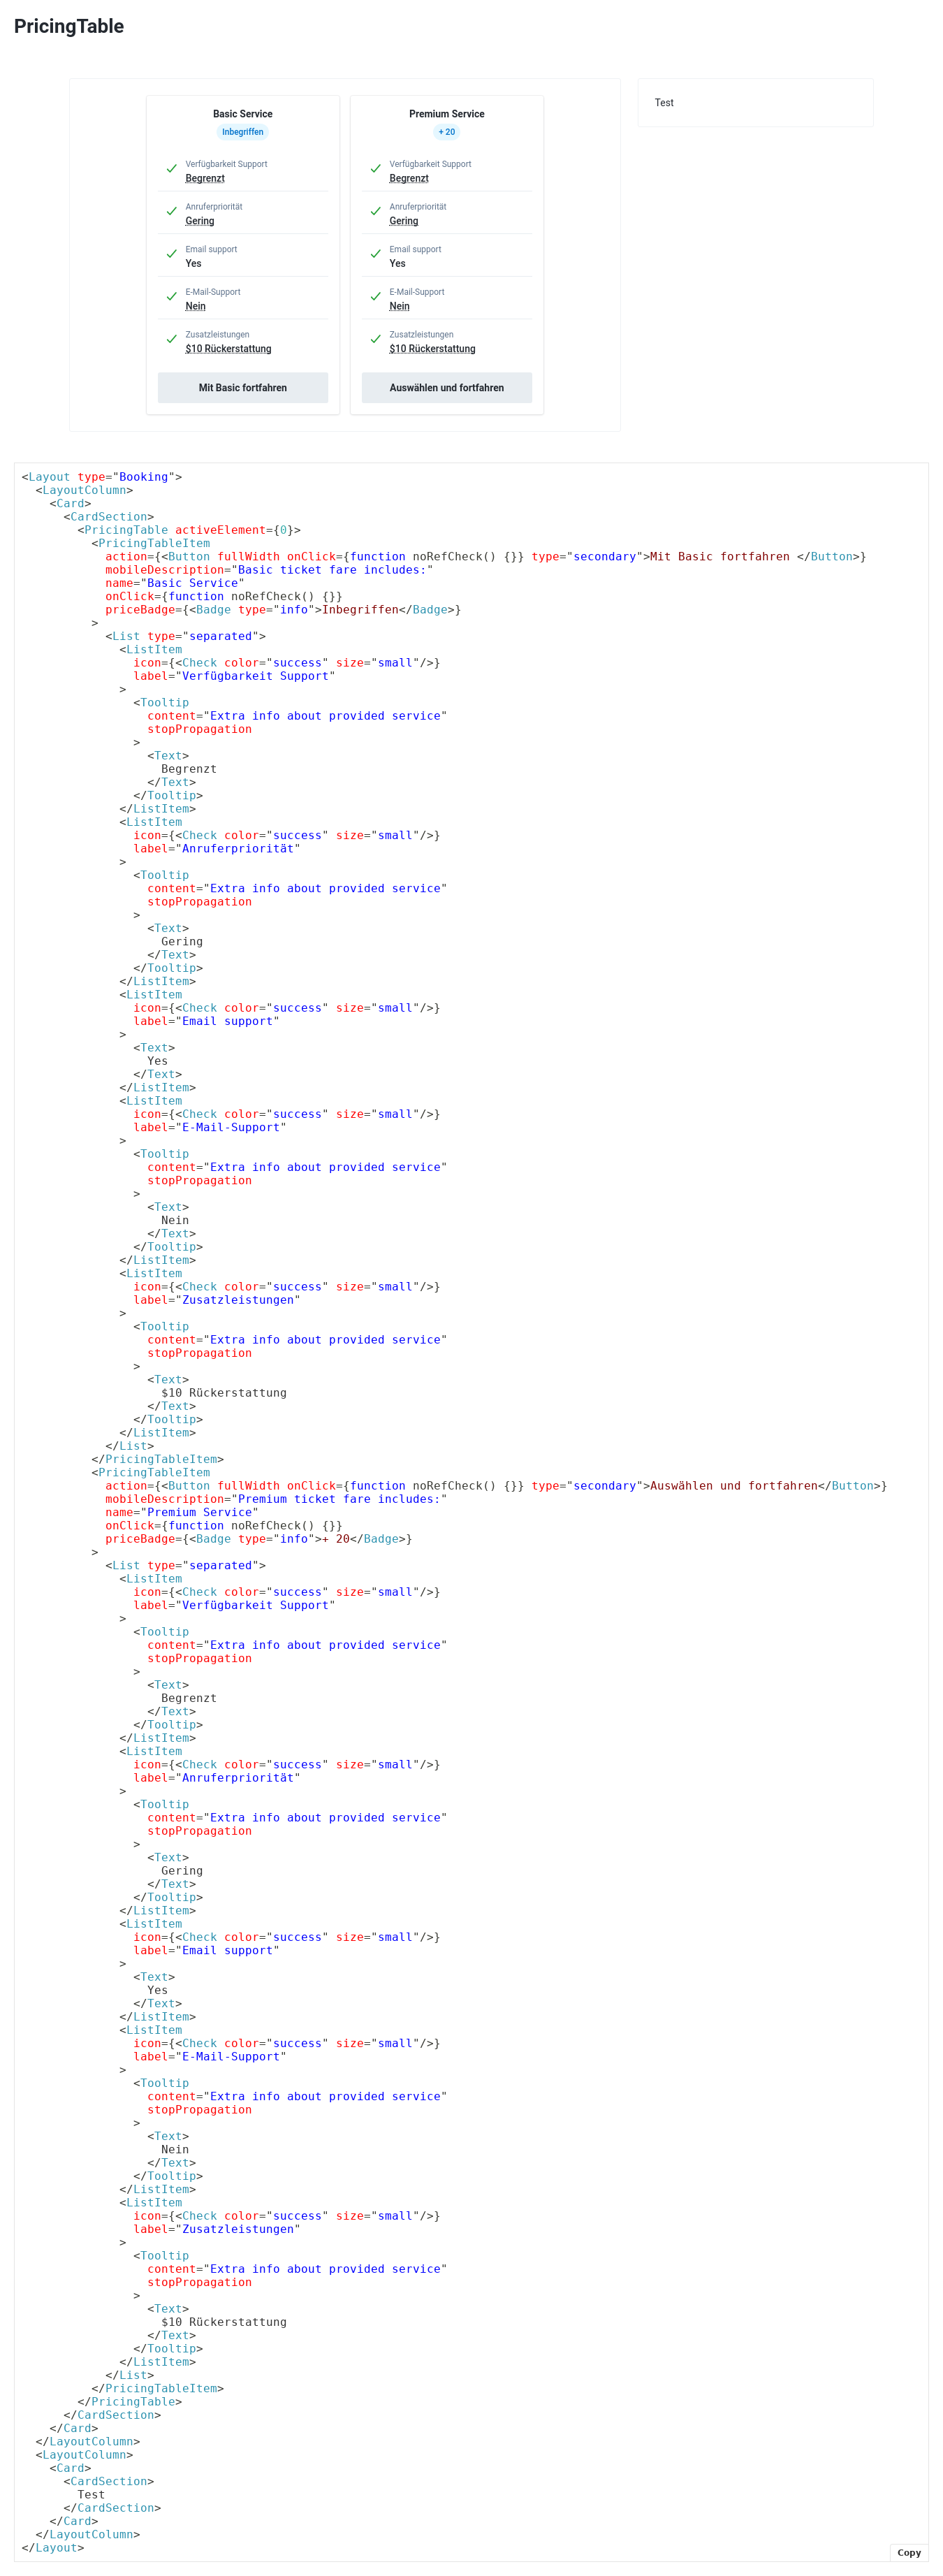 PricingTable
Basic Service
Inbegriffen
Verfügbarkeit Support
Begrenzt
Anruferpriorität
Gering
Email support
Yes
E-Mail-Support
Nein
Zusatzleistungen
$10 Rückerstattung
Mit Basic fortfahren
Premium Service
+ 20
Verfügbarkeit Support
Begrenzt
Anruferpriorität
Gering
Email support
Yes
E-Mail-Support
Nein
Zusatzleistungen
$10 Rückerstattung
Auswählen und fortfahren
Test
<Layout type="Booking">
  <LayoutColumn>
    <Card>
      <CardSection>
        <PricingTable activeElement={0}>
          <PricingTableItem
            action={<Button fullWidth onClick={function noRefCheck() {}} type="secondary">Mit Basic fortfahren </Button>}
            mobileDescription="Basic ticket fare includes:"
            name="Basic Service"
            onClick={function noRefCheck() {}}
            priceBadge={<Badge type="info">Inbegriffen</Badge>}
          >
            <List type="separated">
              <ListItem
                icon={<Check color="success" size="small"/>}
                label="Verfügbarkeit Support"
              >
                <Tooltip
                  content="Extra info about provided service"
                  stopPropagation
                >
                  <Text>
                    Begrenzt
                  </Text>
                </Tooltip>
              </ListItem>
              <ListItem
                icon={<Check color="success" size="small"/>}
                label="Anruferpriorität"
              >
                <Tooltip
                  content="Extra info about provided service"
                  stopPropagation
                >
                  <Text>
                    Gering
                  </Text>
                </Tooltip>
              </ListItem>
              <ListItem
                icon={<Check color="success" size="small"/>}
                label="Email support"
              >
                <Text>
                  Yes
                </Text>
              </ListItem>
              <ListItem
                icon={<Check color="success" size="small"/>}
                label="E-Mail-Support"
              >
                <Tooltip
                  content="Extra info about provided service"
                  stopPropagation
                >
                  <Text>
                    Nein
                  </Text>
                </Tooltip>
              </ListItem>
              <ListItem
                icon={<Check color="success" size="small"/>}
                label="Zusatzleistungen"
              >
                <Tooltip
                  content="Extra info about provided service"
                  stopPropagation
                >
                  <Text>
                    $10 Rückerstattung
                  </Text>
                </Tooltip>
              </ListItem>
            </List>
          </PricingTableItem>
          <PricingTableItem
            action={<Button fullWidth onClick={function noRefCheck() {}} type="secondary">Auswählen und fortfahren</Button>}
            mobileDescription="Premium ticket fare includes:"
            name="Premium Service"
            onClick={function noRefCheck() {}}
            priceBadge={<Badge type="info">+ 20</Badge>}
          >
            <List type="separated">
              <ListItem
                icon={<Check color="success" size="small"/>}
                label="Verfügbarkeit Support"
              >
                <Tooltip
                  content="Extra info about provided service"
                  stopPropagation
                >
                  <Text>
                    Begrenzt
                  </Text>
                </Tooltip>
              </ListItem>
              <ListItem
                icon={<Check color="success" size="small"/>}
                label="Anruferpriorität"
              >
                <Tooltip
                  content="Extra info about provided service"
                  stopPropagation
                >
                  <Text>
                    Gering
                  </Text>
                </Tooltip>
              </ListItem>
              <ListItem
                icon={<Check color="success" size="small"/>}
                label="Email support"
              >
                <Text>
                  Yes
                </Text>
              </ListItem>
              <ListItem
                icon={<Check color="success" size="small"/>}
                label="E-Mail-Support"
              >
                <Tooltip
                  content="Extra info about provided service"
                  stopPropagation
                >
                  <Text>
                    Nein
                  </Text>
                </Tooltip>
              </ListItem>
              <ListItem
                icon={<Check color="success" size="small"/>}
                label="Zusatzleistungen"
              >
                <Tooltip
                  content="Extra info about provided service"
                  stopPropagation
                >
                  <Text>
                    $10 Rückerstattung
                  </Text>
                </Tooltip>
              </ListItem>
            </List>
          </PricingTableItem>
        </PricingTable>
      </CardSection>
    </Card>
  </LayoutColumn>
  <LayoutColumn>
    <Card>
      <CardSection>
        Test
      </CardSection>
    </Card>
  </LayoutColumn>
</Layout>
Copy